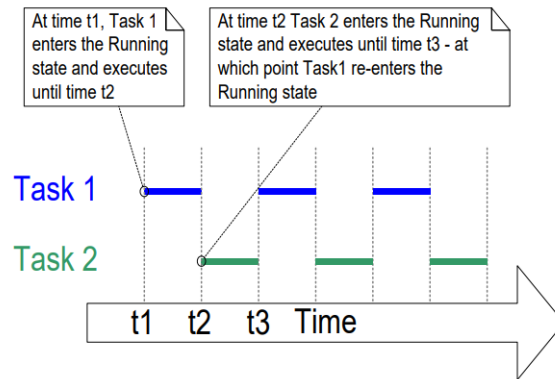 At time t1, Task 1
enters the Running
state and executes
until time t2
At time t2 Task 2 enters the Running
state and executes until time t3 - at
which point Task1 re-enters the
Running state
Task 1
Task 2
t1 t2 t3 Time